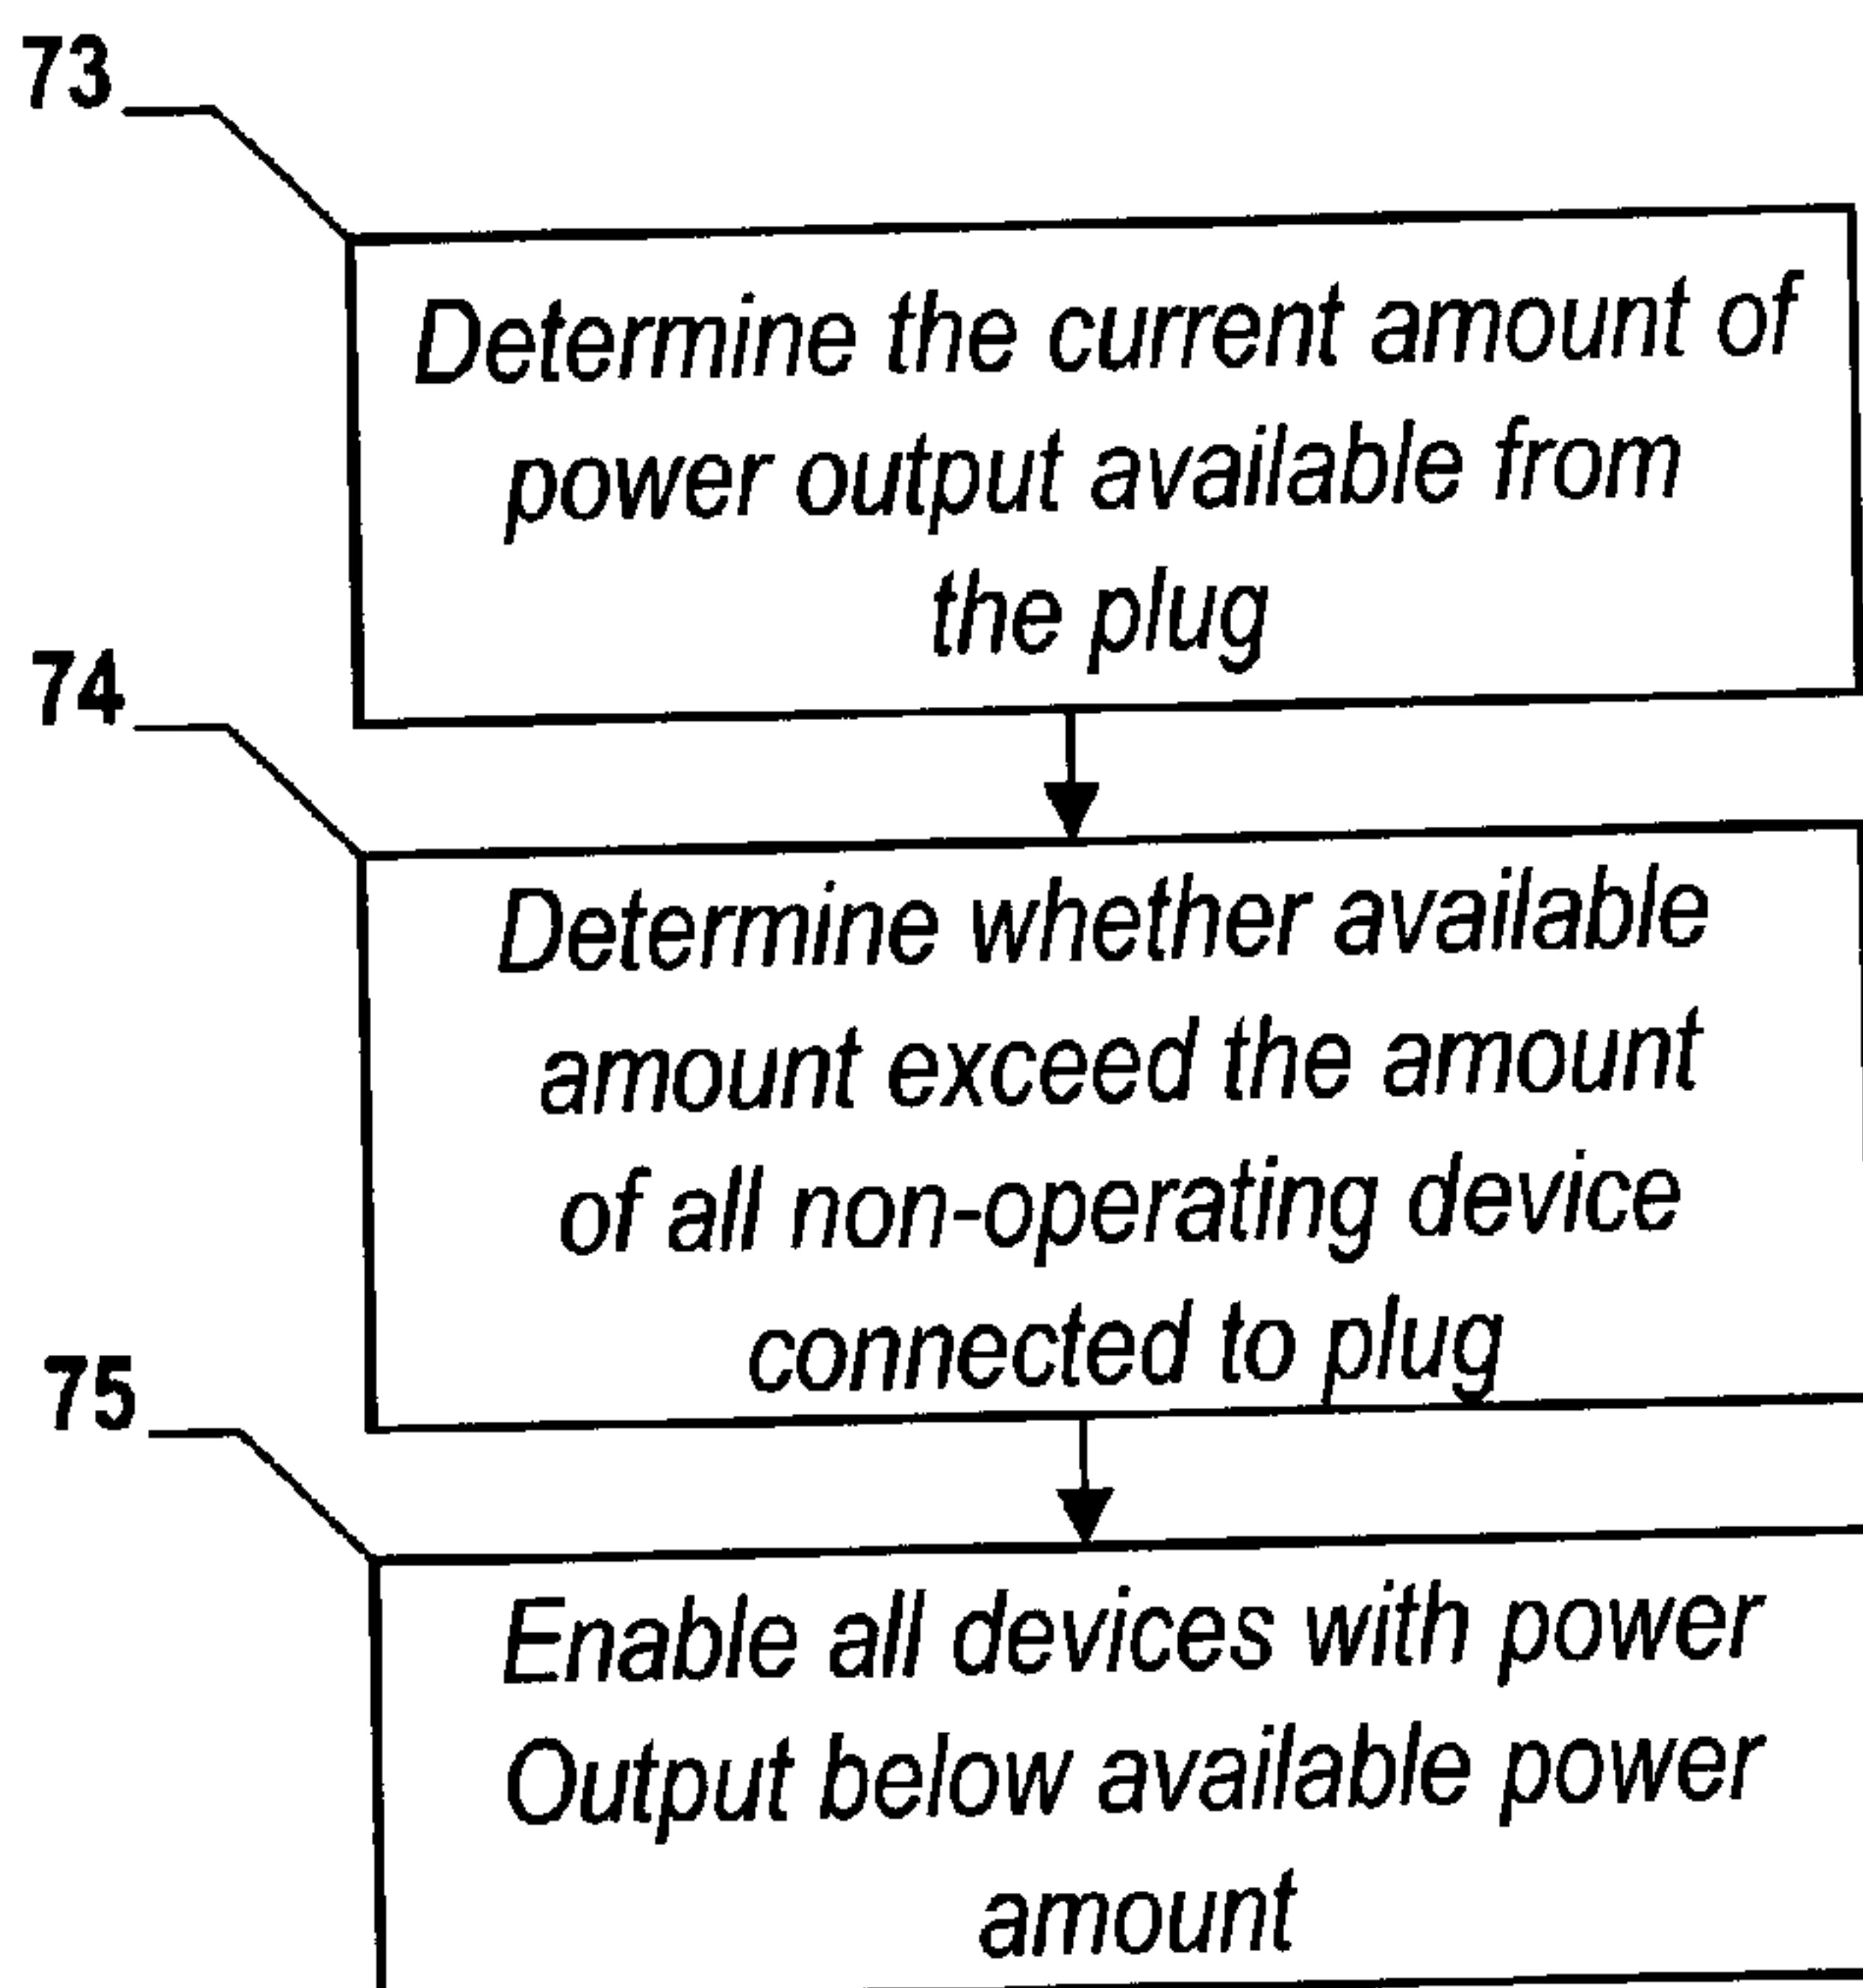 73
Determine the current amount of
power output available from
the plug
74
Determine whether available
amount exceed the amount
of all non-operating device
connected to plug
75
Enable all devices with power
Output below available power
amount